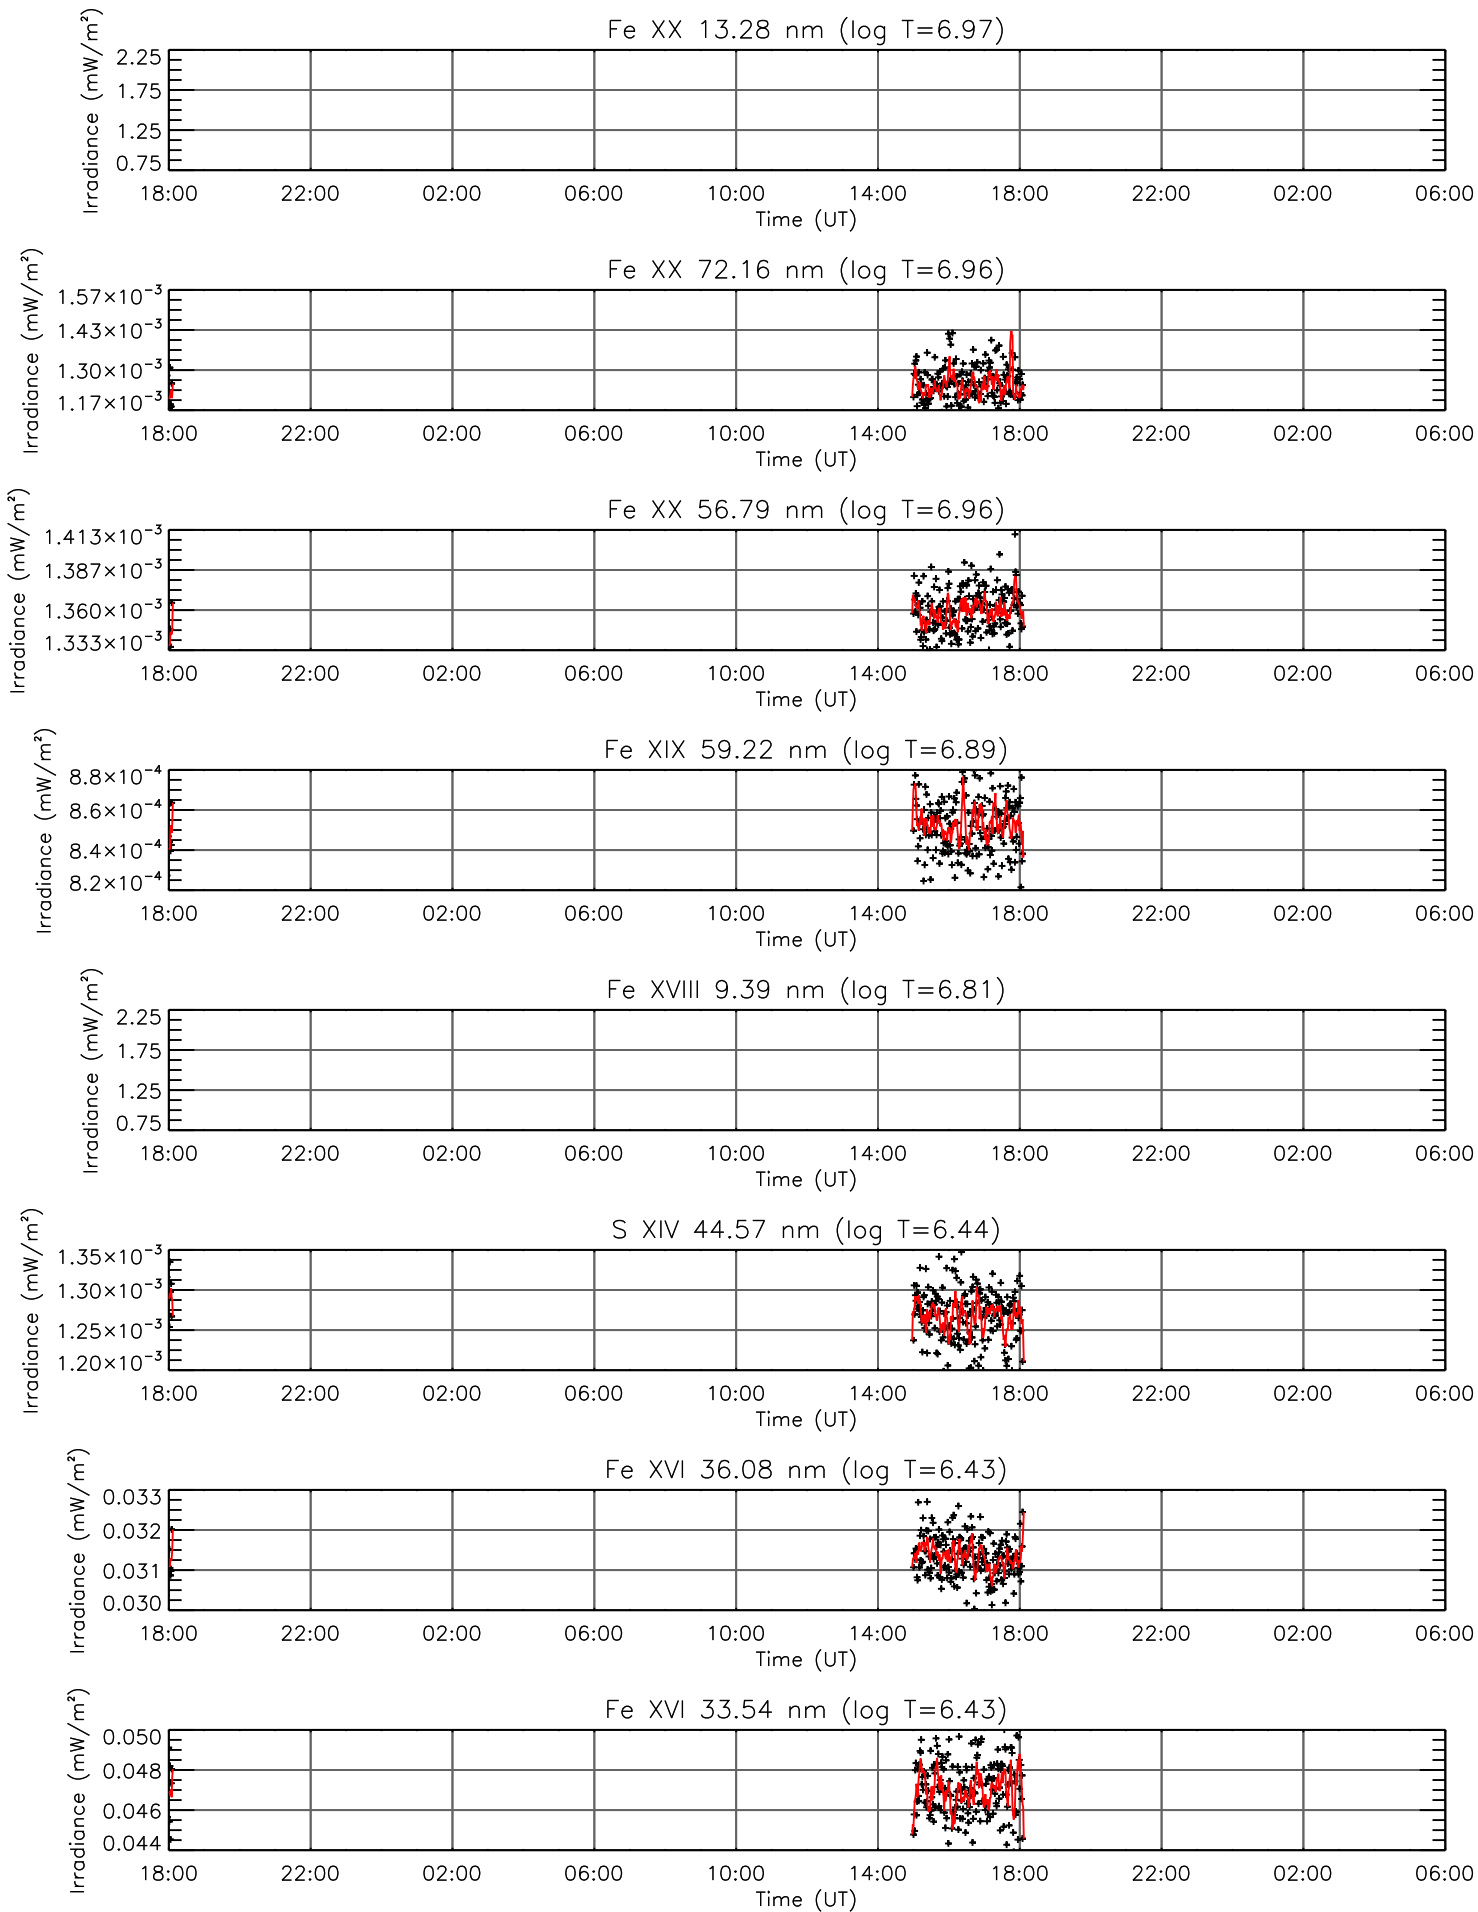 Fe XX 13.28 nm (log T=6.97)
Irradiance (mW/m²)
2.25
1.75
1.25
0.75
18:00 22:00 02:00 06:00 10:00 14:00 18:00 22:00 02:00 06:00
Time (UT)
Fe XX 72.16 nm (log T=6.96)
Irradiance (mW/m²)
1.57×10⁻³
1.43×10⁻³
1.30×10⁻³
1.17×10⁻³
18:00 22:00 02:00 06:00 10:00 14:00 18:00 22:00 02:00 06:00
Time (UT)
Fe XX 56.79 nm (log T=6.96)
Irradiance (mW/m²)
1.413×10⁻³
1.387×10⁻³
1.360×10⁻³
1.333×10⁻³
18:00 22:00 02:00 06:00 10:00 14:00 18:00 22:00 02:00 06:00
Time (UT)
Fe XIX 59.22 nm (log T=6.89)
Irradiance (mW/m²)
8.8×10⁻⁴
8.6×10⁻⁴
8.4×10⁻⁴
8.2×10⁻⁴
18:00 22:00 02:00 06:00 10:00 14:00 18:00 22:00 02:00 06:00
Time (UT)
Fe XVIII 9.39 nm (log T=6.81)
Irradiance (mW/m²)
2.25
1.75
1.25
0.75
18:00 22:00 02:00 06:00 10:00 14:00 18:00 22:00 02:00 06:00
Time (UT)
S XIV 44.57 nm (log T=6.44)
Irradiance (mW/m²)
1.35×10⁻³
1.30×10⁻³
1.25×10⁻³
1.20×10⁻³
18:00 22:00 02:00 06:00 10:00 14:00 18:00 22:00 02:00 06:00
Time (UT)
Fe XVI 36.08 nm (log T=6.43)
Irradiance (mW/m²)
0.033
0.032
0.031
0.030
18:00 22:00 02:00 06:00 10:00 14:00 18:00 22:00 02:00 06:00
Time (UT)
Fe XVI 33.54 nm (log T=6.43)
Irradiance (mW/m²)
0.050
0.048
0.046
0.044
18:00 22:00 02:00 06:00 10:00 14:00 18:00 22:00 02:00 06:00
Time (UT)